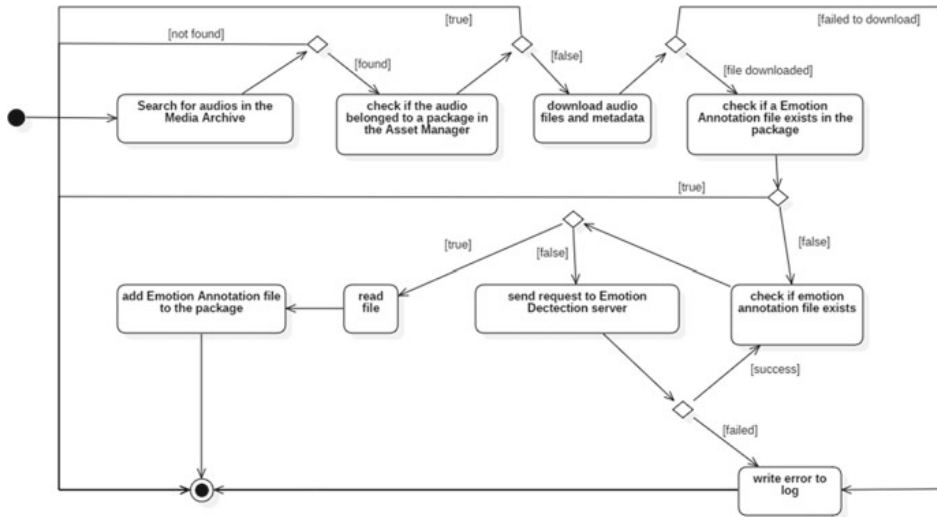 [true]
[failed to download]
[not found]
[found]
[false]
[file downloaded]
Search for audios in the
Media Archive
check if the audio
belonged to a package in
the Asset Manager
download audio
files and metadata
check if a Emotion
Annotation file exists in the
package
[true]
[true]
[false]
[false]
add Emotion Annotation file
to the package
read
file
send request to Emotion
Dectection server
check if emotion
annotation file exists
[success]
[failed]
write error to
log